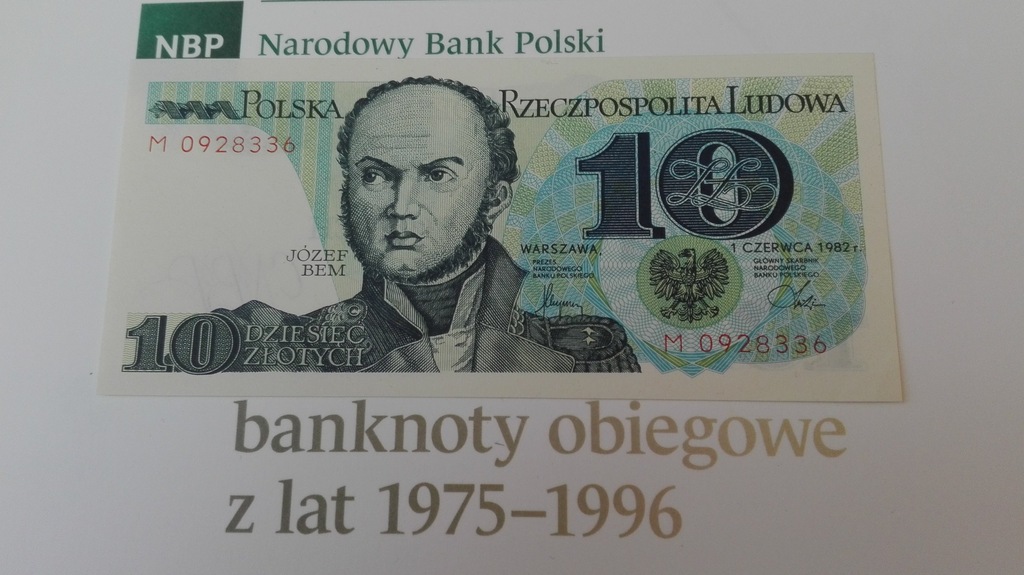 NBP Narodowy Bank Polski
POLSKA RZECZPOSPOLITA LUDOWA
M 0928336
10
JÓZEF
BEM
WARSZAWA, 1 CZERWCA 1982 r.
PREZES
NARODOWEGO
BANKU POLSKIEGO
GŁÓWNY SKARBNIK
NARODOWEGO
BANKU POLSKIEGO
10 DZIESIĘĆ
ZŁOTYCH
M 0928336
banknoty obiegowe
z lat 1975–1996